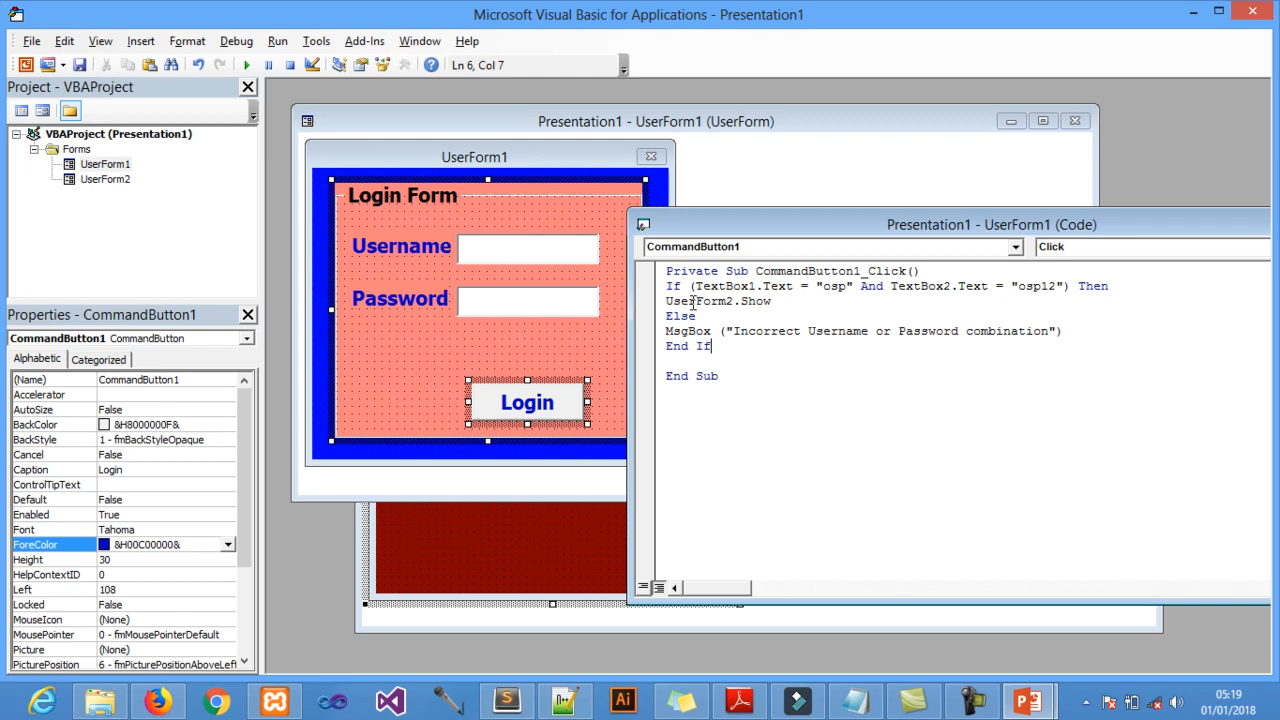 Microsoft Visual Basic for Applications - Presentation1
File Edit View Insert Format Debug Run Tools Add-Ins Window Help
Ln 6, Col 7
Project - VBAProject
VBAProject (Presentation1)
Forms
UserForm1
UserForm2
Properties - CommandButton1
CommandButton1 CommandButton
Alphabetic Categorized
(Name) CommandButton1
Accelerator
AutoSize False
BackColor &H8000000F&
BackStyle 1 - fmBackStyleOpaque
Cancel False
Caption Login
ControlTipText
Default False
Enabled True
Font Tahoma
ForeColor &H00C00000&
Height 30
HelpContextID 0
Left 108
Locked False
MouseIcon (None)
MousePointer 0 - fmMousePointerDefault
Picture (None)
PicturePosition 6 - fmPicturePositionAboveLeft
Presentation1 - UserForm1 (UserForm)
UserForm1
Login Form
Username
Password
Login
Presentation1 - UserForm1 (Code)
CommandButton1 Click
Private Sub CommandButton1_Click()
If (TextBox1.Text = "osp" And TextBox2.Text = "osp12") Then
UserForm2.Show
Else
MsgBox ("Incorrect Username or Password combination")
End If
End Sub
Ai
05:19
01/01/2018